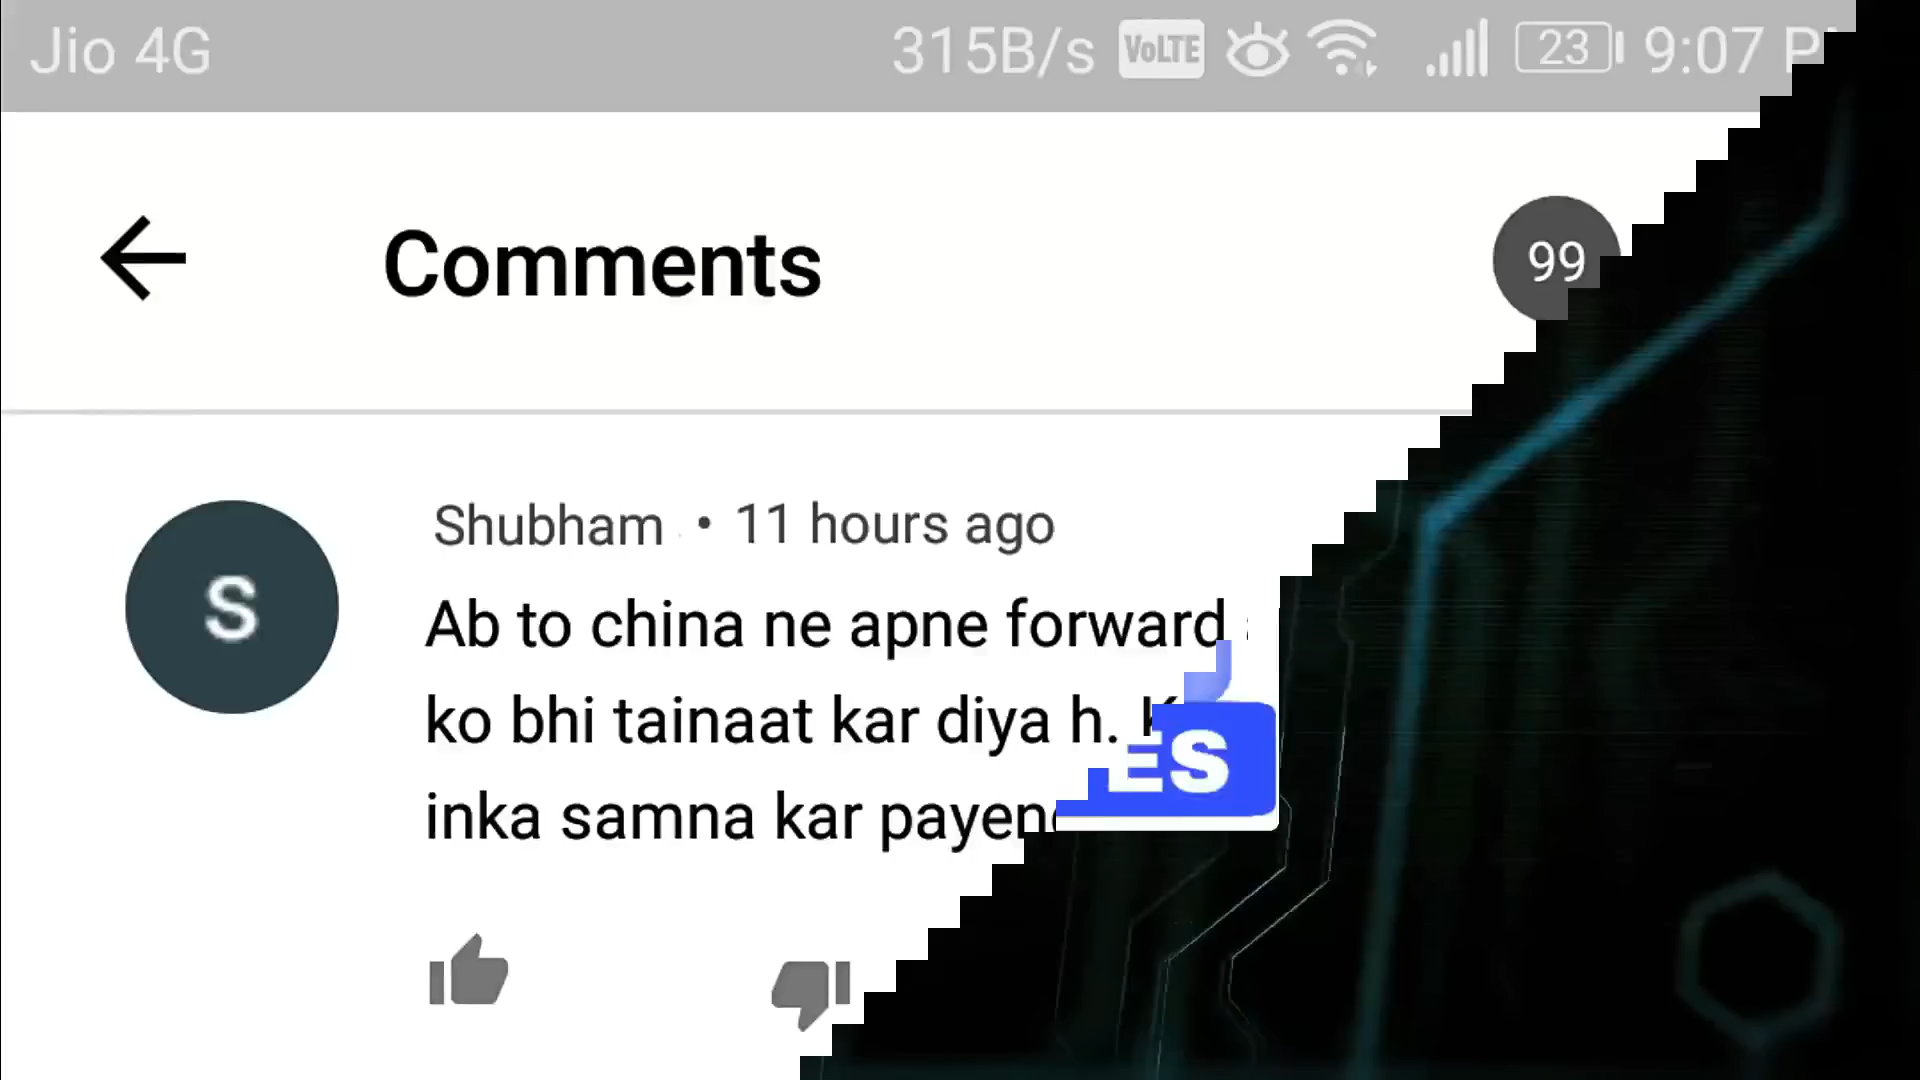 Jio 4G 315B/s VoLTE 23 9:07
Comments
99
Shubham • 11 hours ago
Ab to china ne apne forward
ko bhi tainaat kar diya h.
inka samna kar
S